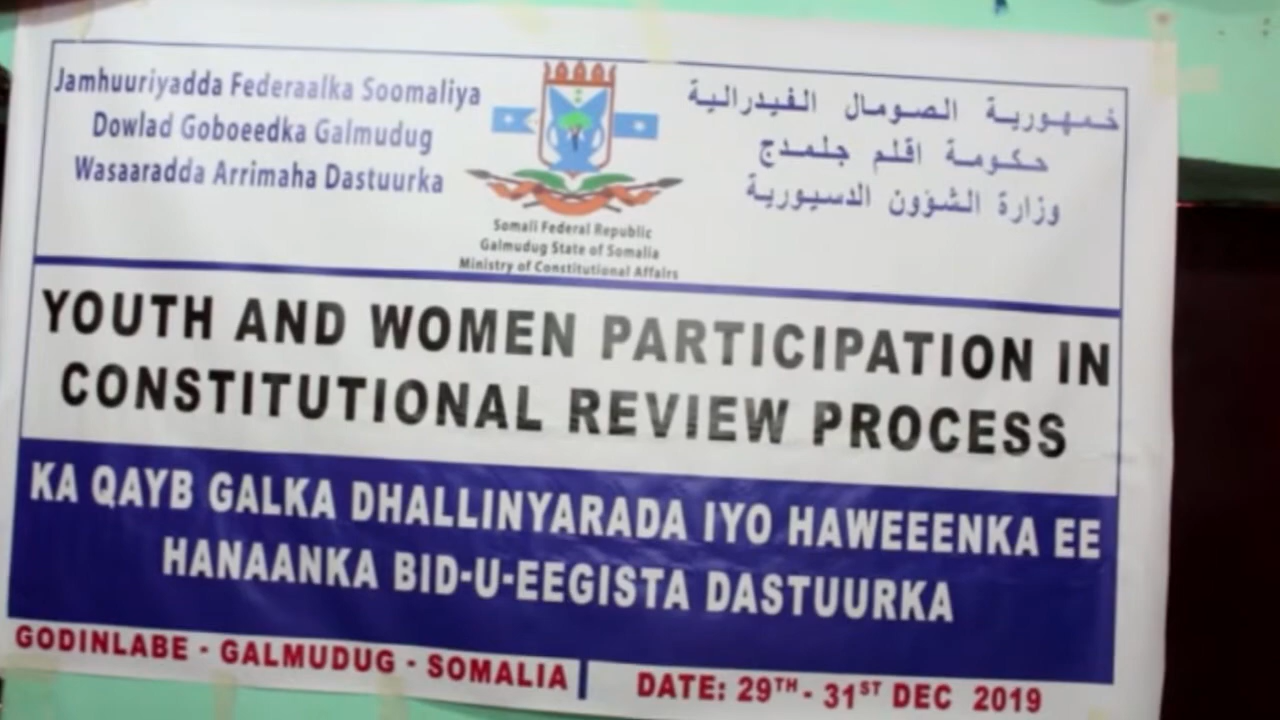 Jamhuuriyadda Federaalka Soomaliya
Dowlad Goboeedka Galmudug
Wasaaradda Arrimaha Dastuurka
Somali Federal Republic
Galmudug State of Somalia
Ministry of Constitutional Affairs
خمهورية الصومال الفيدرالية
حكومة اقلم جلمدج
وزارة الشؤون الدسيورية
YOUTH AND WOMEN PARTICIPATION IN
CONSTITUTIONAL REVIEW PROCESS
KA QAYB GALKA DHALLINYARADA IYO HAWEEENKA EE
HANAANKA BID-U-EEGISTA DASTUURKA
GODINLABE - GALMUDUG - SOMALIA
DATE: 29TH - 31ST DEC 2019